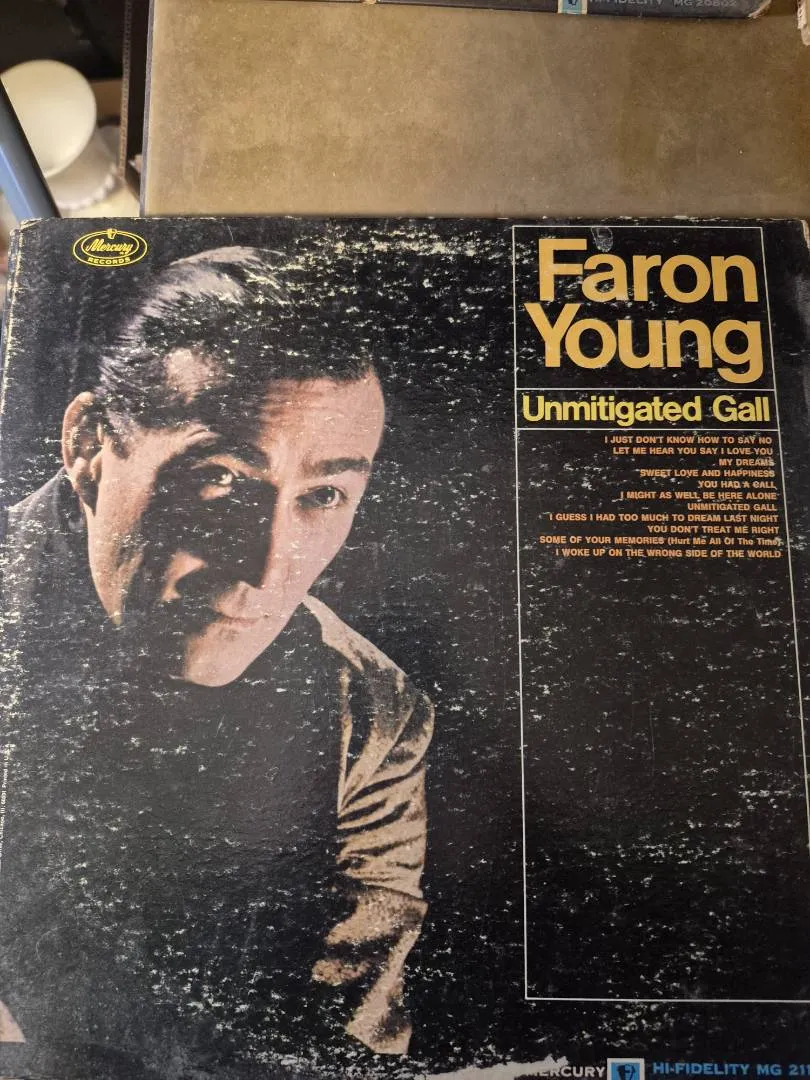 HI-FIDELITY MG 20802
Mercury
RECORDS
Faron
Young
Unmitigated Gall
I JUST DON'T KNOW HOW TO SAY NO
LET ME HEAR YOU SAY I LOVE YOU
MY DREAMS
SWEET LOVE AND HAPPINESS
YOU HAD A CALL
I MIGHT AS WELL BE HERE ALONE
UNMITIGATED GALL
I GUESS I HAD TOO MUCH TO DREAM LAST NIGHT
YOU DON'T TREAT ME RIGHT
SOME OF YOUR MEMORIES (Hurt Me All Of The Time)
I WOKE UP ON THE WRONG SIDE OF THE WORLD
Printed in U.S.A.
MERCURY HI-FIDELITY MG 21